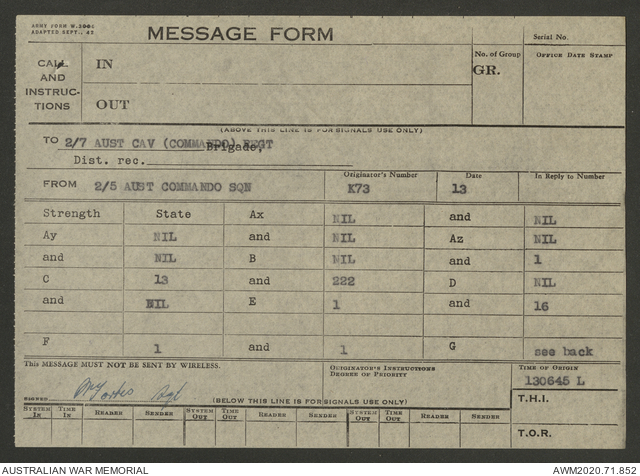 ARMY FORM W.3004
ADAPTED SEPT., 42
MESSAGE FORM
Serial No.
CALL AND INSTRUCTIONS
IN
No. of Group
GR.
OFFICE DATE STAMP
OUT
(ABOVE THIS LINE IS FOR SIGNALS USE ONLY)
TO 2/7 AUST CAV (COMMANDO) REGT
Brigade,
Dist. rec.
FROM 2/5 AUST COMMANDO SQN
Originator's Number
K73
Date
13
In Reply to Number
Strength State Ax NIL and NIL
Ay NIL and NIL Az NIL
and NIL B NIL and 1
C 13 and 222 D NIL
and NIL E 1 and 16
F 1 and 1 G see back
This MESSAGE MUST NOT BE SENT BY WIRELESS.
ORIGINATOR'S INSTRUCTIONS
DEGREE OF PRIORITY
TIME OF ORIGIN
130645 L
SIGNED Sgt
(BELOW THIS LINE IS FOR SIGNALS USE ONLY)
T.H.I.
SYSTEM IN TIME IN READER SENDER SYSTEM OUT TIME OUT READER SENDER SYSTEM OUT TIME OUT READER SENDER
T.O.R.
AUSTRALIAN WAR MEMORIAL
AWM2020.71.852